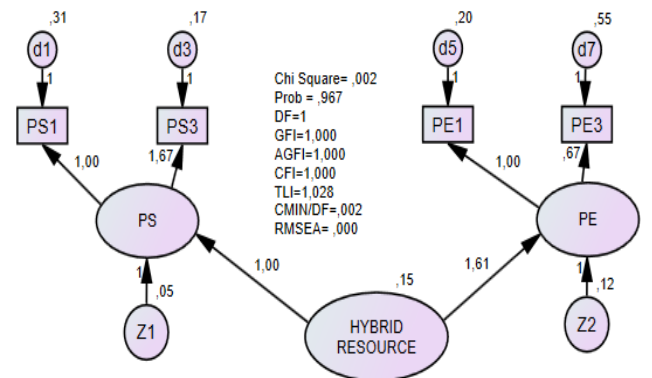 ,31
,17
,20
,55
d1
d3
d5
d7
1
1
1
1
Chi Square= ,002
Prob = ,967
DF=1
GFI=1,000
AGFI=1,000
CFI=1,000
TLI=1,028
CMIN/DF=,002
RMSEA= ,000
PS1
PS3
PE1
PE3
1,00
1,67
1,00
,67
PS
PE
1
,05
1,00
1,61
1
,12
,15
Z1
HYBRID
RESOURCE
Z2